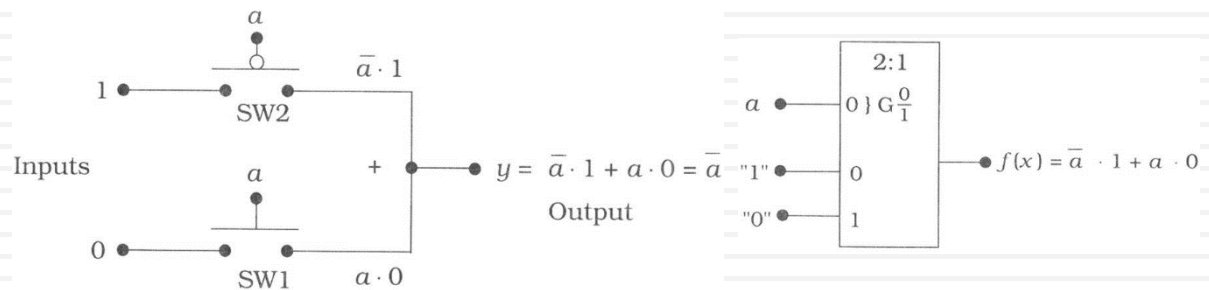 a
1
a̅ · 1
SW2
Inputs
+
y = a̅ · 1 + a · 0 = a̅
Output
a
0
SW1
a · 0
2:1
a
0 } G 0/1
"1"
0
"0"
1
f(x) = a̅ · 1 + a · 0